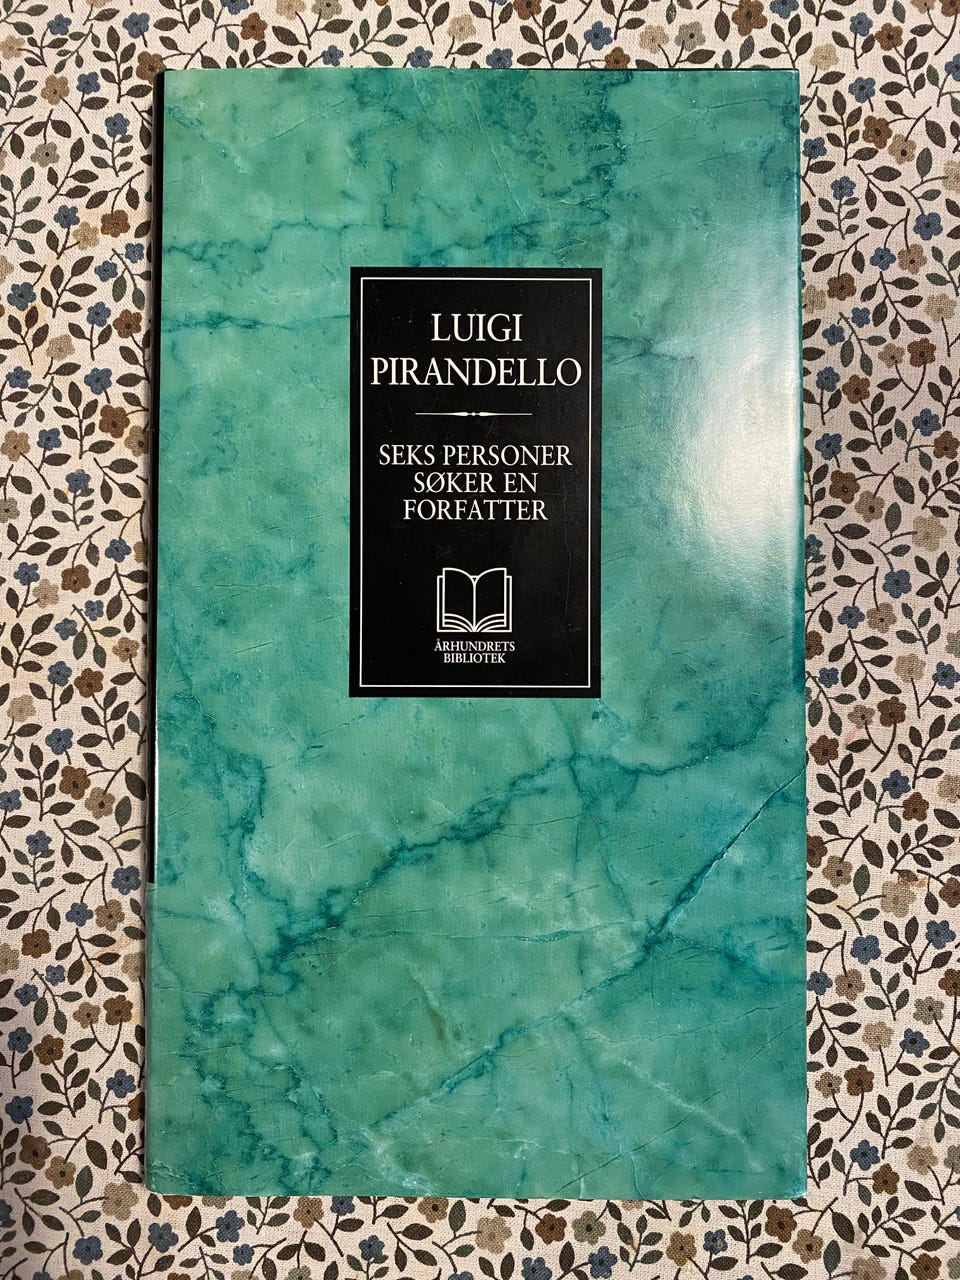 LUIGI
PIRANDELLO
SEKS PERSONER
SØKER EN
FORFATTER
ÅRHUNDRETS
BIBLIOTEK